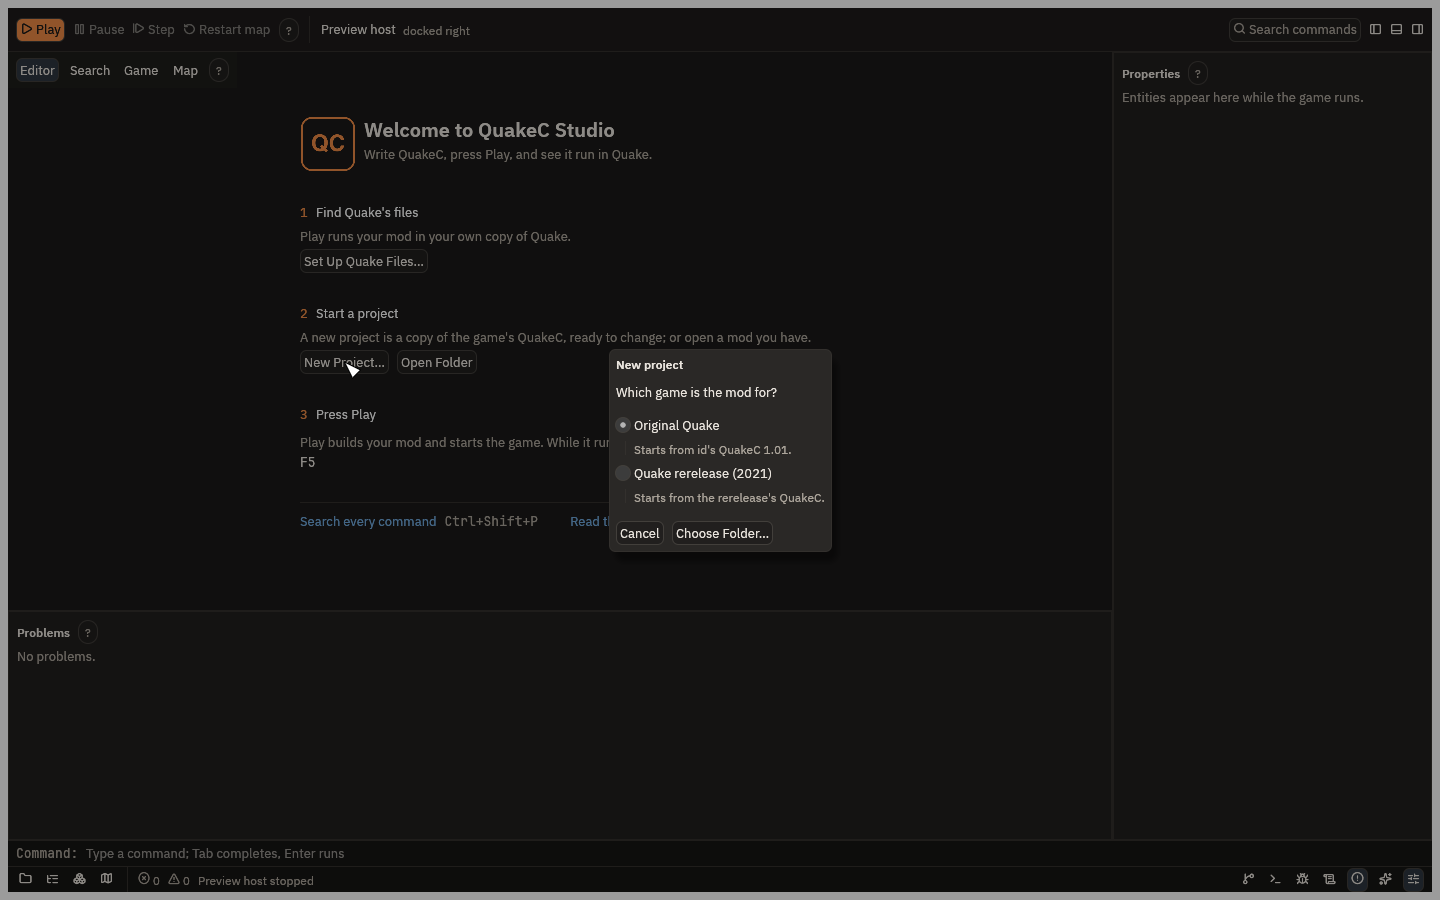 Play Pause Step Restart map ? Preview host docked right Search commands
Editor Search Game Map ?
Properties ?
Entities appear here while the game runs.
QC
Welcome to QuakeC Studio
Write QuakeC, press Play, and see it run in Quake.
1 Find Quake's files
Play runs your mod in your own copy of Quake.
Set Up Quake Files...
2 Start a project
A new project is a copy of the game's QuakeC, ready to change; or open a mod you have.
New Project... Open Folder
3 Press Play
Play builds your mod and starts the game. While it
F5
Search every command Ctrl+Shift+P Read
New project
Which game is the mod for?
Original Quake
Starts from id's QuakeC 1.01.
Quake rerelease (2021)
Starts from the rerelease's QuakeC.
Cancel Choose Folder...
Problems ?
No problems.
Command: Type a command; Tab completes, Enter runs
0 0 Preview host stopped